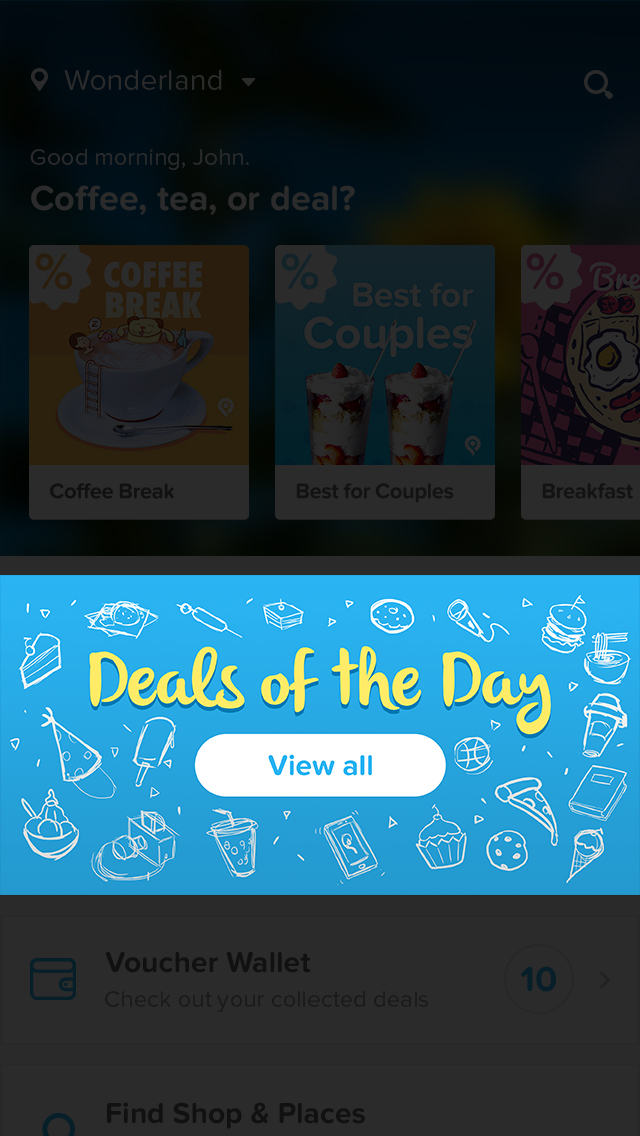 Wonderland
Good morning, John.
Coffee, tea, or deal?
%
COFFEE
BREAK
Coffee Break
%
Best for
Couples
Best for Couples
%
Bre
Breakfast
Deals of the Day
View all
Voucher Wallet
Check out your collected deals
10
Find Shop & Places